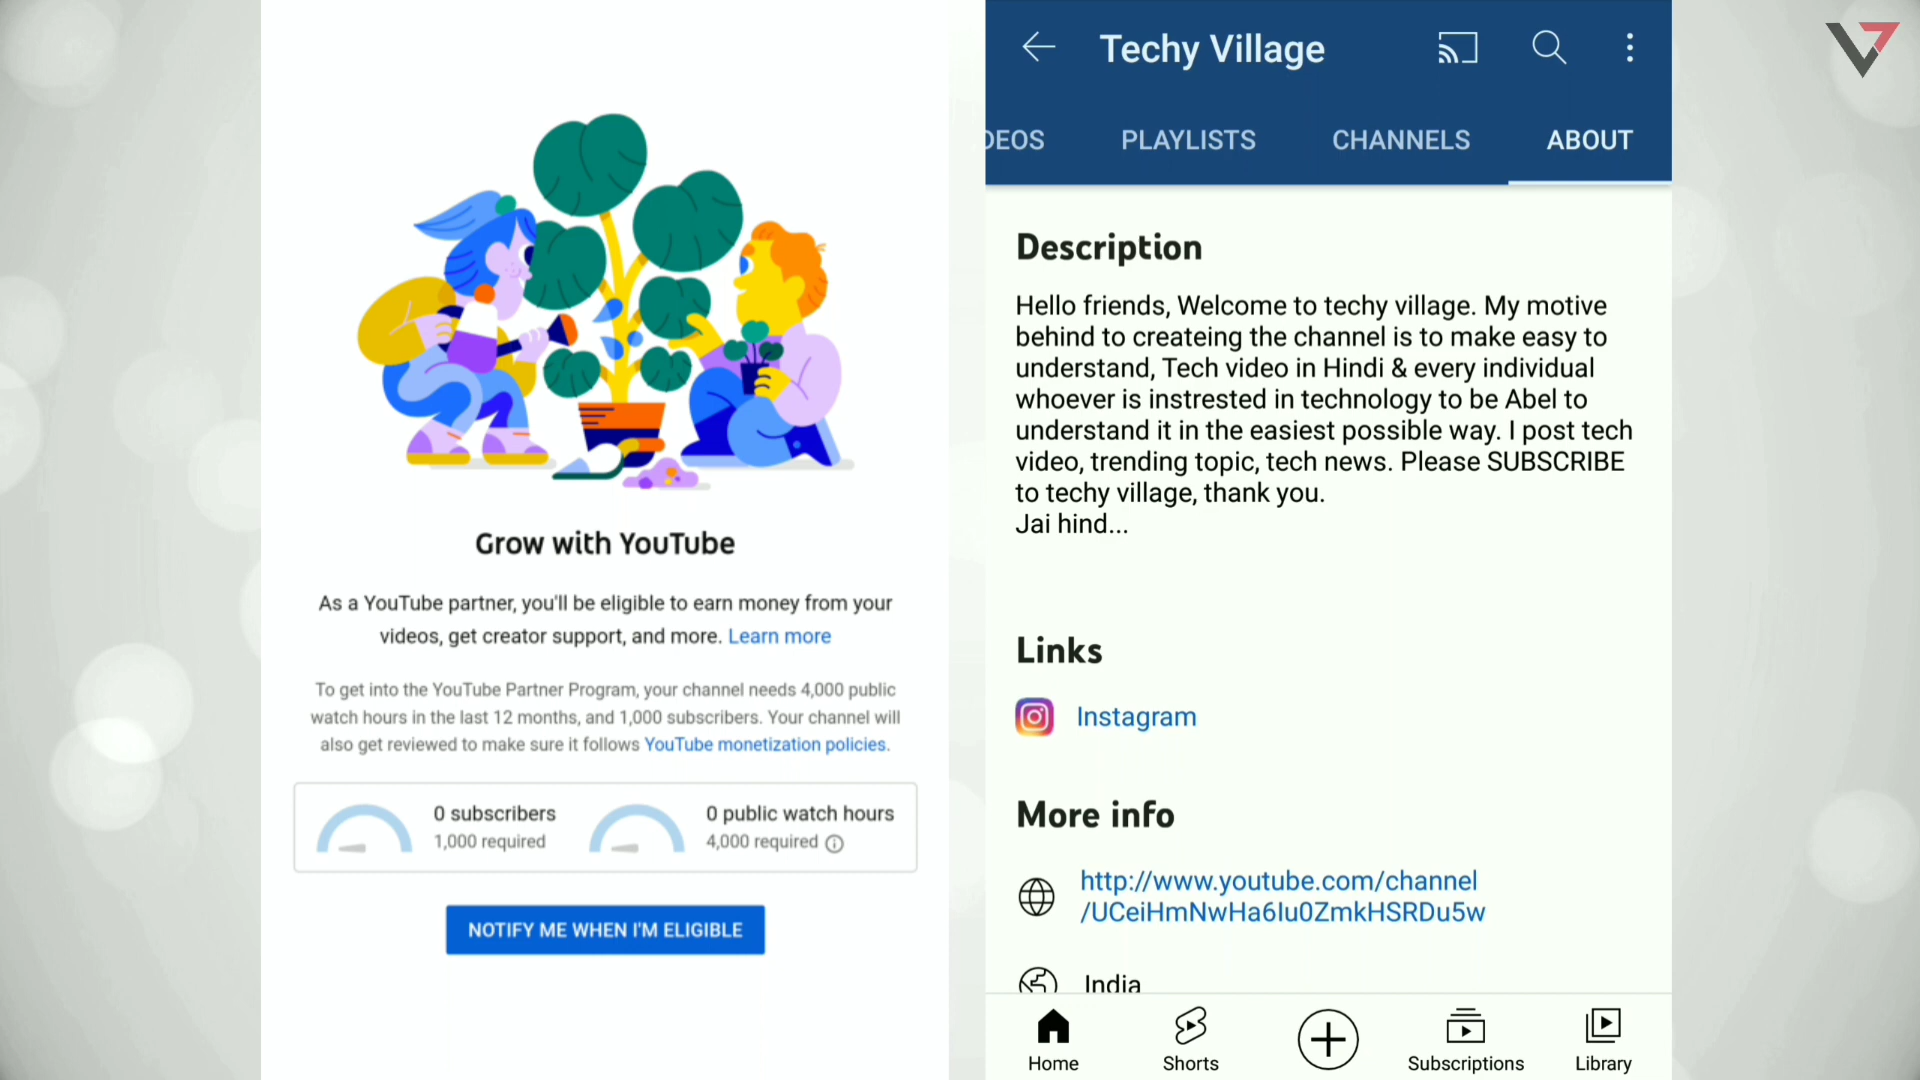 Grow with YouTube
As a YouTube partner, you'll be eligible to earn money from your
videos, get creator support, and more. Learn more
To get into the YouTube Partner Program, your channel needs 4,000 public
watch hours in the last 12 months, and 1,000 subscribers. Your channel will
also get reviewed to make sure it follows YouTube monetization policies.
0 subscribers
1,000 required
0 public watch hours
4,000 required
NOTIFY ME WHEN I'M ELIGIBLE
Techy Village
DEOS PLAYLISTS CHANNELS ABOUT
Description
Hello friends, Welcome to techy village. My motive
behind to createing the channel is to make easy to
understand, Tech video in Hindi & every individual
whoever is instrested in technology to be Abel to
understand it in the easiest possible way. I post tech
video, trending topic, tech news. Please SUBSCRIBE
to techy village, thank you.
Jai hind...
Links
Instagram
More info
http://www.youtube.com/channel
/UCeiHmNwHa6Iu0ZmkHSRDu5w
India
Home Shorts Subscriptions Library